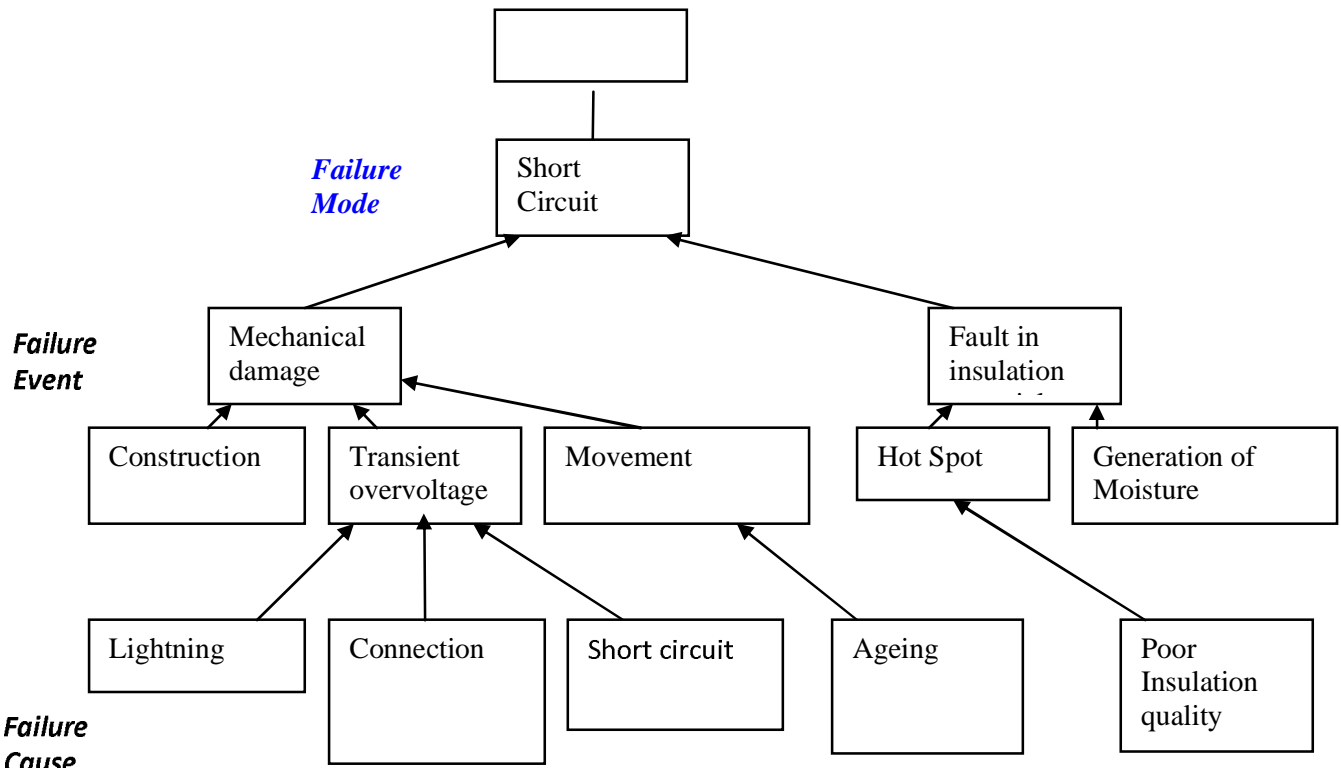 Failure
Mode
Short
Circuit
Failure
Event
Mechanical
damage
Fault in
insulation
Construction
Transient
overvoltage
Movement
Hot Spot
Generation of
Moisture
Lightning
Connection
Short circuit
Ageing
Poor
Insulation
quality
Failure
Cause